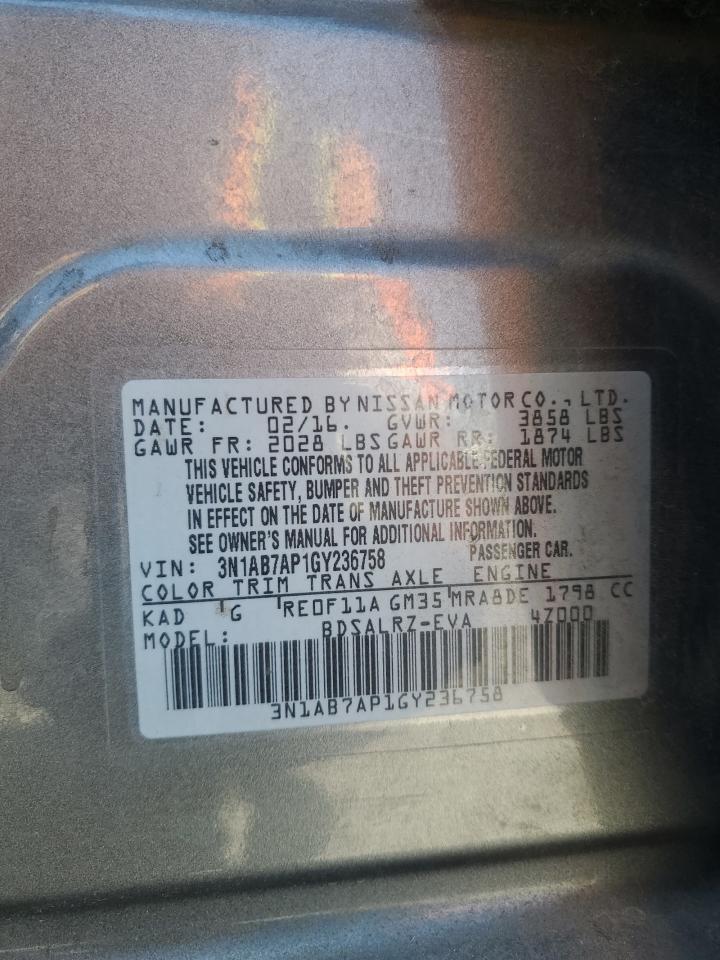 MANUFACTURED BY NISSAN MOTOR CO., LTD.
DATE: 02/16. GVWR: 3858 LBS
GAWR FR: 2028 LBS GAWR RR: 1874 LBS
THIS VEHICLE CONFORMS TO ALL APPLICABLE FEDERAL MOTOR
VEHICLE SAFETY, BUMPER AND THEFT PREVENTION STANDARDS
IN EFFECT ON THE DATE OF MANUFACTURE SHOWN ABOVE.
SEE OWNER'S MANUAL FOR ADDITIONAL INFORMATION.
PASSENGER CAR.
VIN: 3N1AB7AP1GY236758
COLOR TRIM TRANS AXLE ENGINE
KAD G RE0F11A GM35 MRA8DE 1798 CC
MODEL: BDSALRZ-EVA 4Z000
3N1AB7AP1GY236758